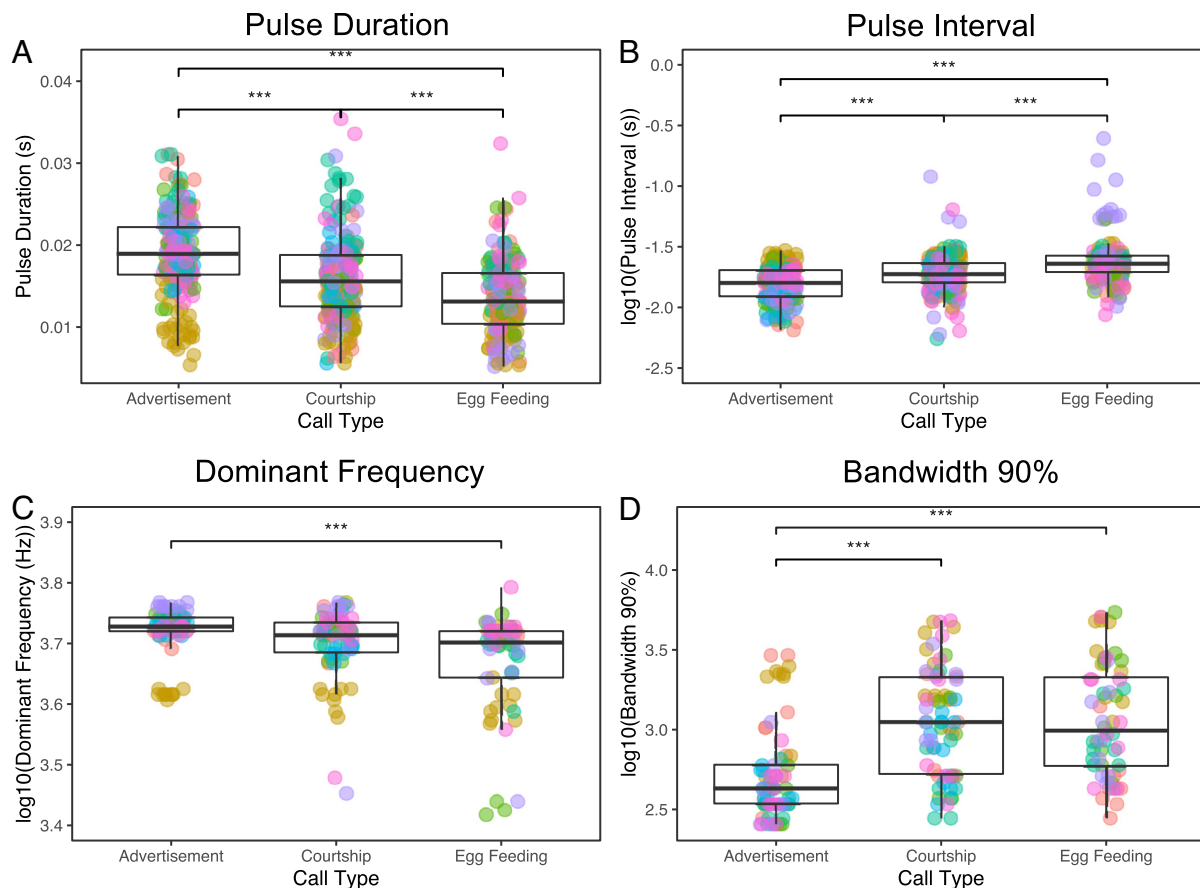 Pulse Duration
A
***
***
***
0.04
0.03
0.02
0.01
Pulse Duration (s)
Advertisement
Courtship
Egg Feeding
Call Type
Pulse Interval
B
***
***
***
0.0
-0.5
-1.0
-1.5
-2.0
-2.5
log10(Pulse Interval (s))
Advertisement
Courtship
Egg Feeding
Call Type
Dominant Frequency
C
***
3.9
3.8
3.7
3.6
3.5
3.4
log10(Dominant Frequency (Hz))
Advertisement
Courtship
Egg Feeding
Call Type
Bandwidth 90%
D
***
***
4.0
3.5
3.0
2.5
log10(Bandwidth 90%)
Advertisement
Courtship
Egg Feeding
Call Type